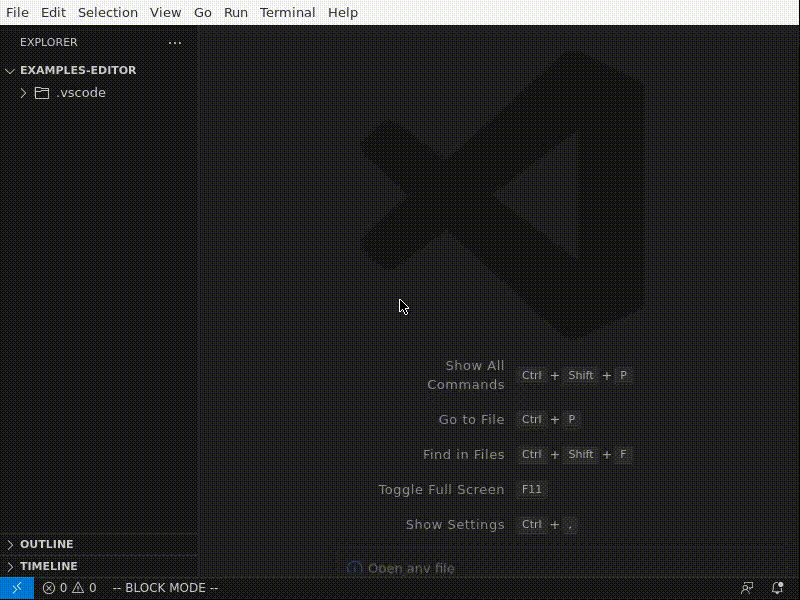 File Edit Selection View Go Run Terminal Help
EXPLORER
EXAMPLES-EDITOR
.vscode
Show All
Commands
Ctrl + Shift + P
Go to File
Ctrl + P
Find in Files
Ctrl + Shift + F
Toggle Full Screen
F11
Show Settings
Ctrl + ,
Open any file
OUTLINE
TIMELINE
0 0 -- BLOCK MODE --